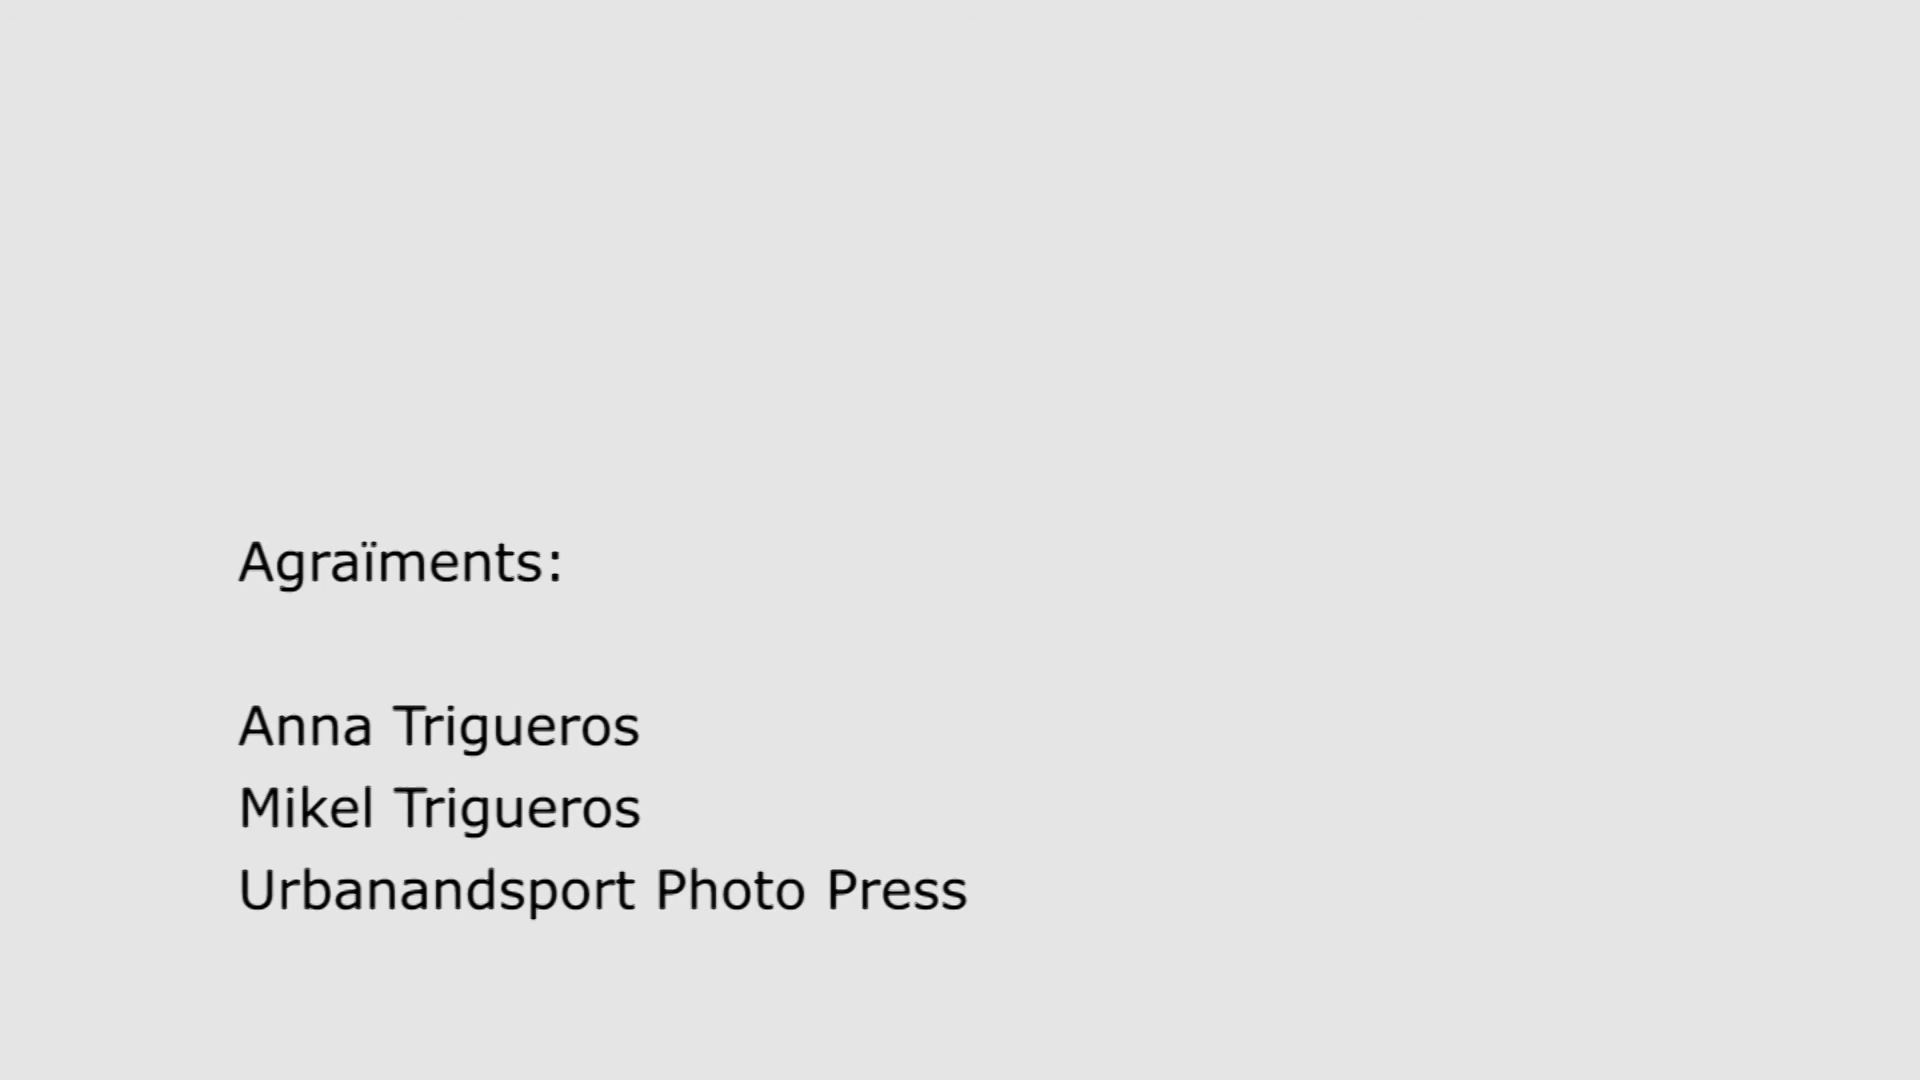 Agraïments:
Anna Trigueros
Mikel Trigueros
Urbanandsport Photo Press